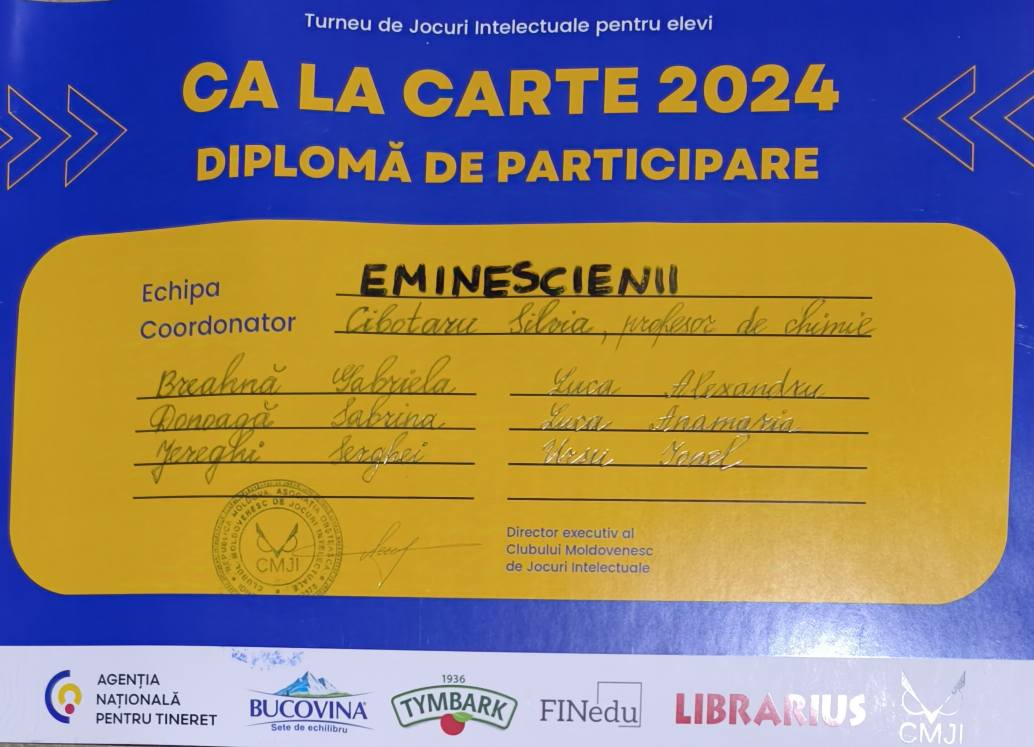 Turneu de Jocuri Intelectuale pentru elevi
CA LA CARTE 2024
DIPLOMĂ DE PARTICIPARE
Echipa EMINESCIENII
Coordonator Cibotaru Silvia, profesor de chimie
Breahnă Gabriela Luca Alexandru
Donoagă Sabrina Luca Anamaria
Jereghi Serghei Ursu Ionel
CMJI
Director executiv al
Clubului Moldovenesc
de Jocuri Intelectuale
AGENȚIA
NAȚIONALĂ
PENTRU TINERET
BUCOVINA
Sete de echilibru
1936
TYMBARK
FINedu
LIBRARIUS
CMJI